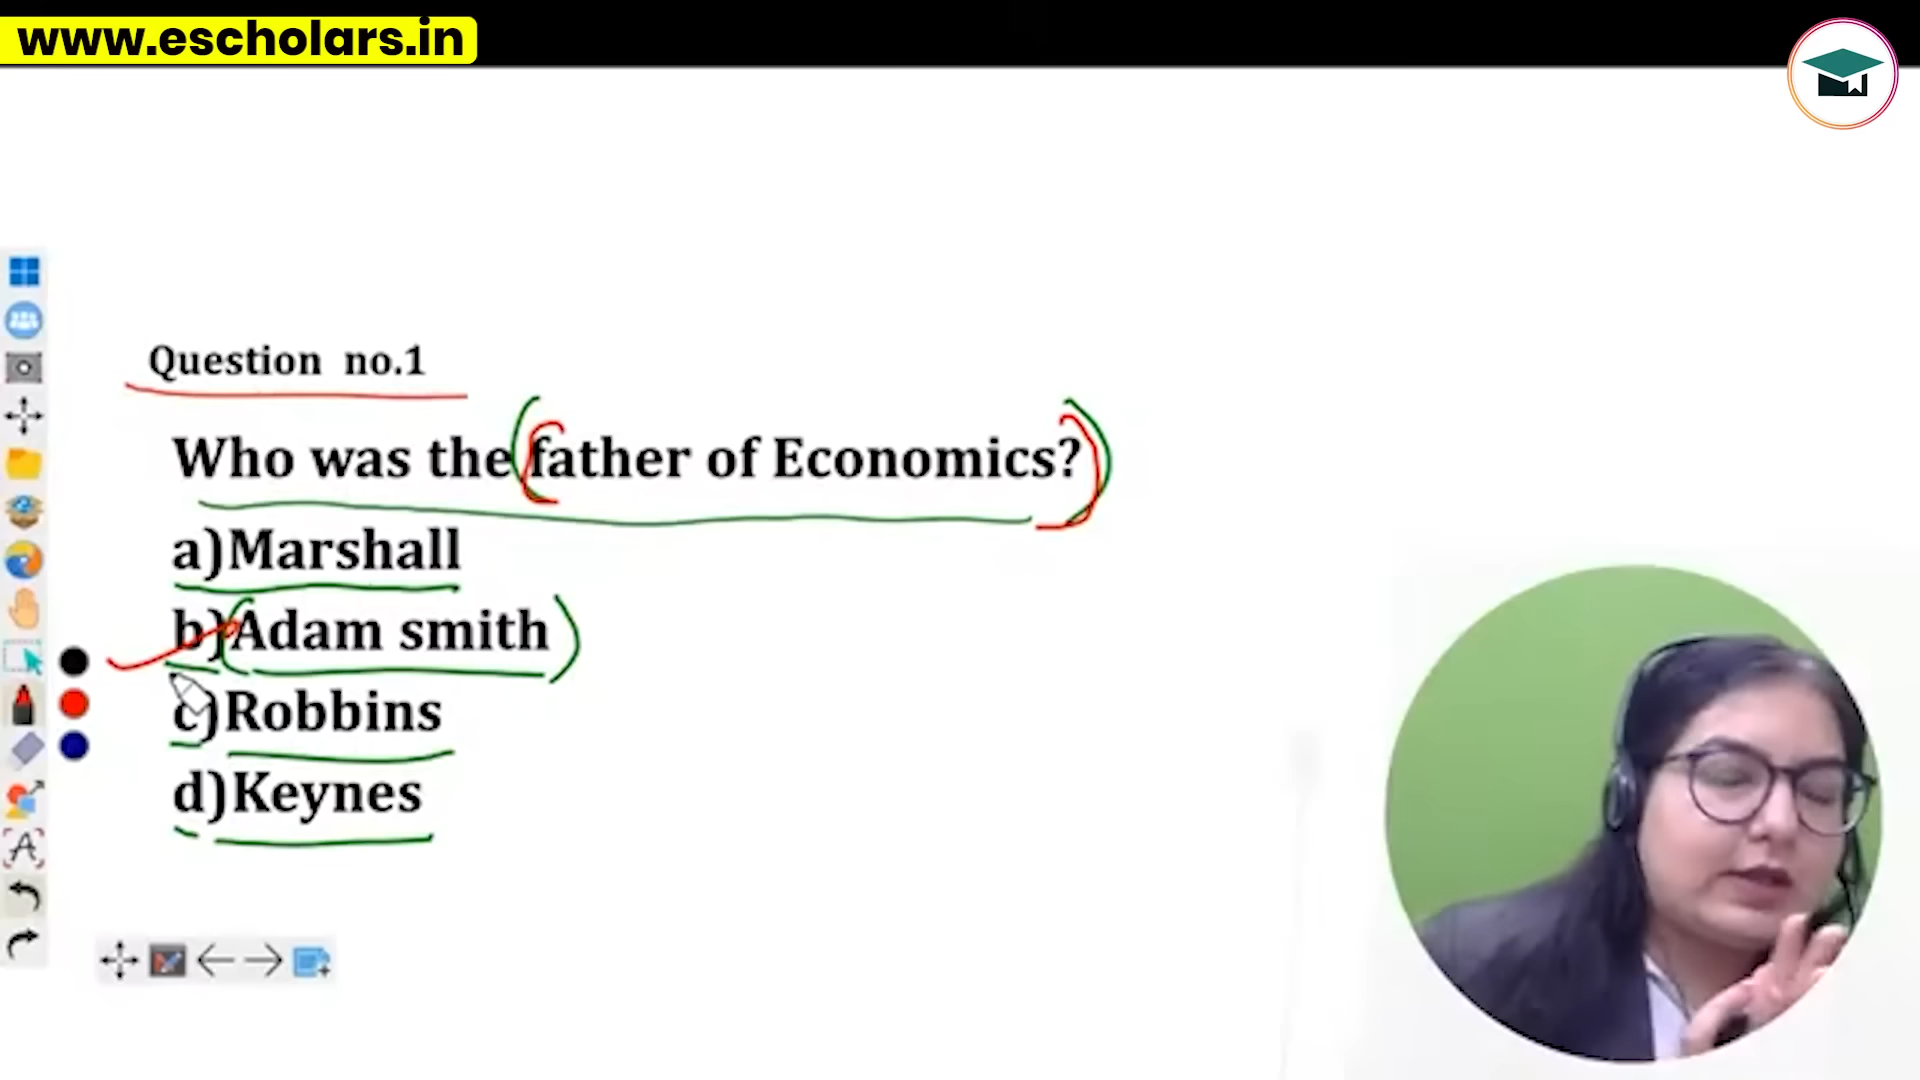 www.escholars.in
Question no.1
Who was the father of Economics?
a)Marshall
b)Adam smith
c)Robbins
d)Keynes